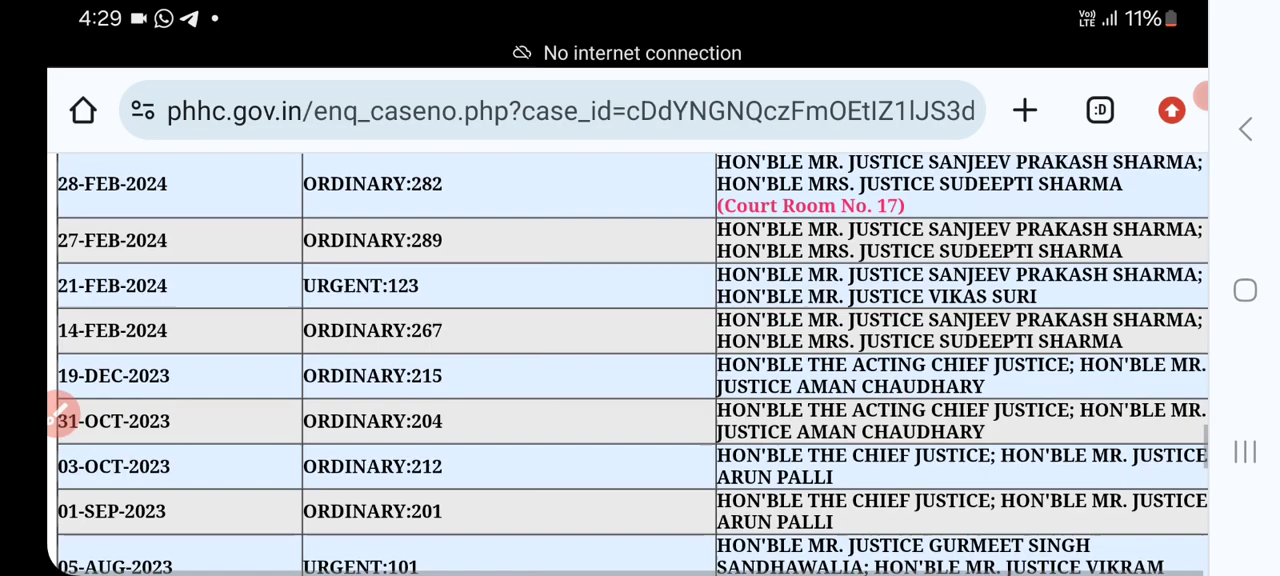 4:29
Vo)) LTE 11%
No internet connection
phhc.gov.in/enq_caseno.php?case_id=cDdYNGNQczFmOEtIZ1lJS3d
:D
28-FEB-2024 ORDINARY:282 HON'BLE MR. JUSTICE SANJEEV PRAKASH SHARMA;
HON'BLE MRS. JUSTICE SUDEEPTI SHARMA
(Court Room No. 17)
27-FEB-2024 ORDINARY:289 HON'BLE MR. JUSTICE SANJEEV PRAKASH SHARMA;
HON'BLE MRS. JUSTICE SUDEEPTI SHARMA
21-FEB-2024 URGENT:123 HON'BLE MR. JUSTICE SANJEEV PRAKASH SHARMA;
HON'BLE MR. JUSTICE VIKAS SURI
14-FEB-2024 ORDINARY:267 HON'BLE MR. JUSTICE SANJEEV PRAKASH SHARMA;
HON'BLE MRS. JUSTICE SUDEEPTI SHARMA
19-DEC-2023 ORDINARY:215 HON'BLE THE ACTING CHIEF JUSTICE; HON'BLE MR.
JUSTICE AMAN CHAUDHARY
31-OCT-2023 ORDINARY:204 HON'BLE THE ACTING CHIEF JUSTICE; HON'BLE MR.
JUSTICE AMAN CHAUDHARY
03-OCT-2023 ORDINARY:212 HON'BLE THE CHIEF JUSTICE; HON'BLE MR. JUSTICE
ARUN PALLI
01-SEP-2023 ORDINARY:201 HON'BLE THE CHIEF JUSTICE; HON'BLE MR. JUSTICE
ARUN PALLI
05-AUG-2023 URGENT:101 HON'BLE MR. JUSTICE GURMEET SINGH
SANDHAWALIA; HON'BLE MR. JUSTICE VIKRAM